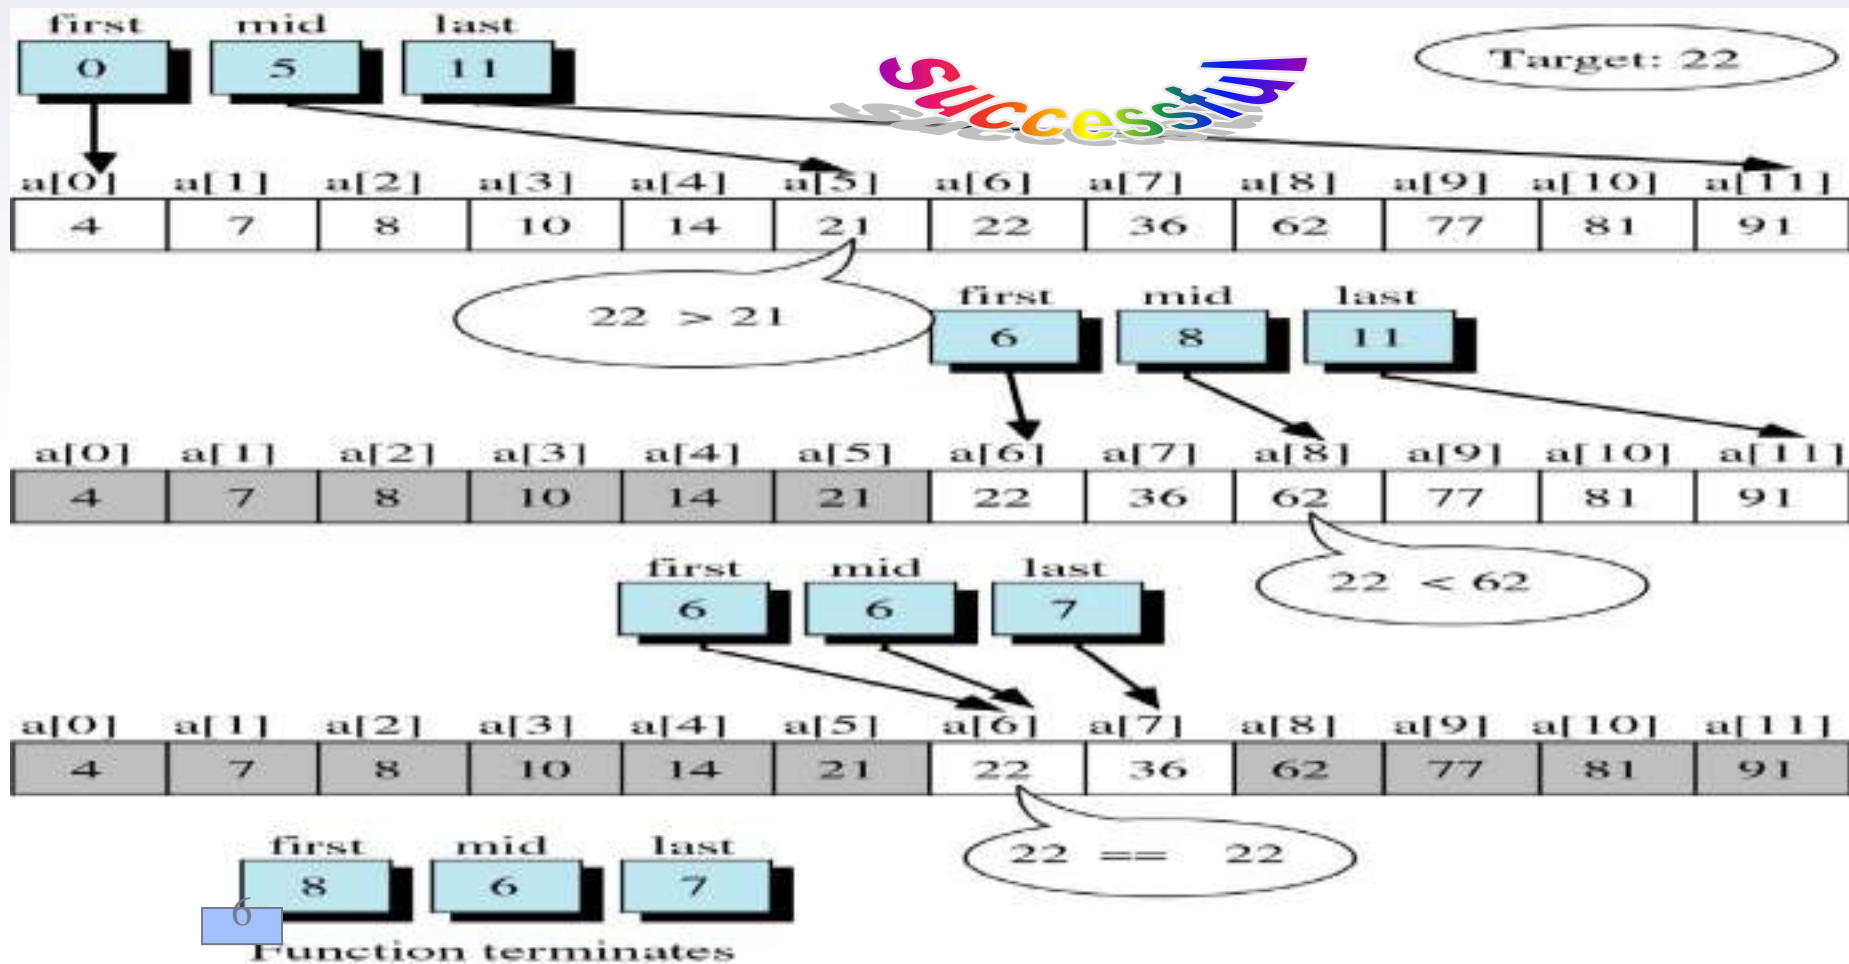 first mid last
0 5 11
Successful
Target: 22
a[0] a[1] a[2] a[3] a[4] a[5] a[6] a[7] a[8] a[9] a[10] a[11]
4 7 8 10 14 21 22 36 62 77 81 91
22 > 21
first mid last
6 8 11
a[0] a[1] a[2] a[3] a[4] a[5] a[6] a[7] a[8] a[9] a[10] a[11]
4 7 8 10 14 21 22 36 62 77 81 91
22 < 62
first mid last
6 6 7
a[0] a[1] a[2] a[3] a[4] a[5] a[6] a[7] a[8] a[9] a[10] a[11]
4 7 8 10 14 21 22 36 62 77 81 91
22 == 22
first mid last
8 6 7
6
Function terminates